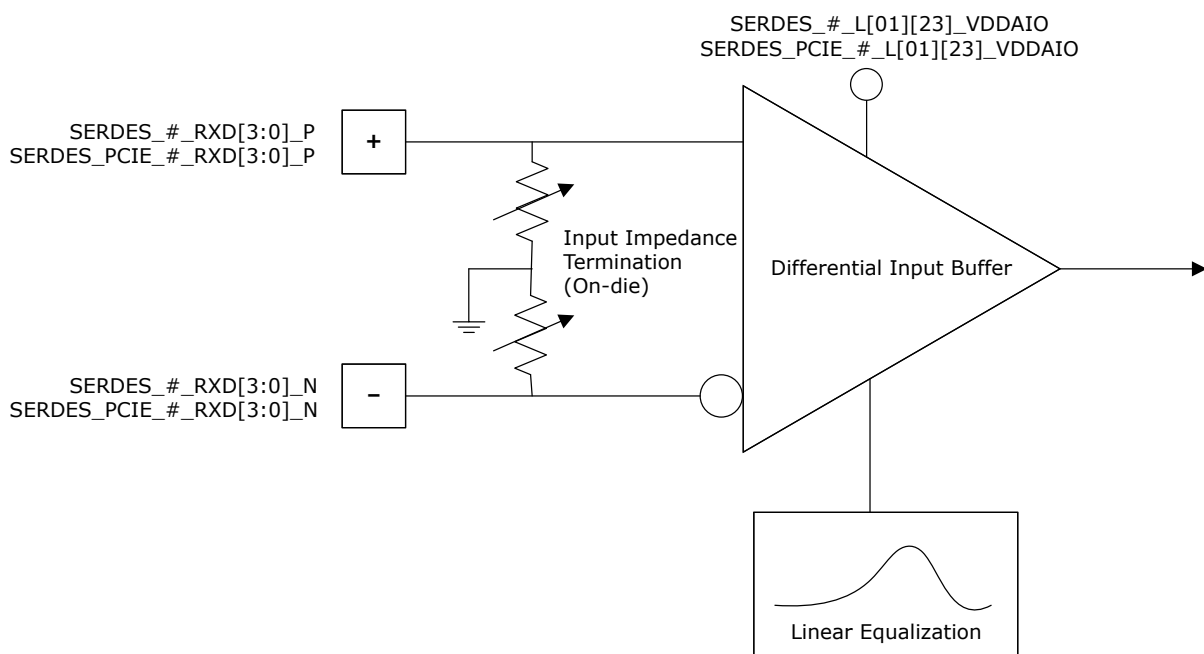 SERDES_#_L[01][23]_VDDAIO
SERDES_PCIE_#_L[01][23]_VDDAIO
SERDES_#_RXD[3:0]_P
SERDES_PCIE_#_RXD[3:0]_P
+
Input Impedance
Termination
(On-die)
Differential Input Buffer
SERDES_#_RXD[3:0]_N
SERDES_PCIE_#_RXD[3:0]_N
–
Linear Equalization